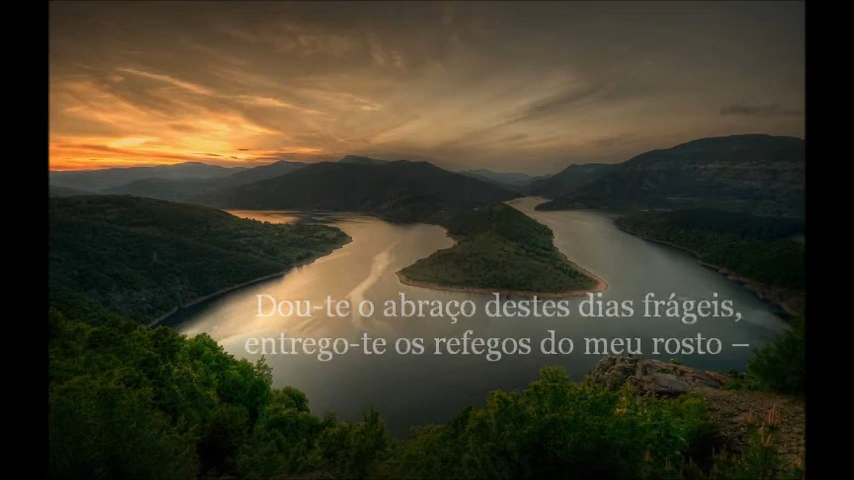 Dou-te o abraço destes dias frágeis,
entrego-te os refegos do meu rosto –